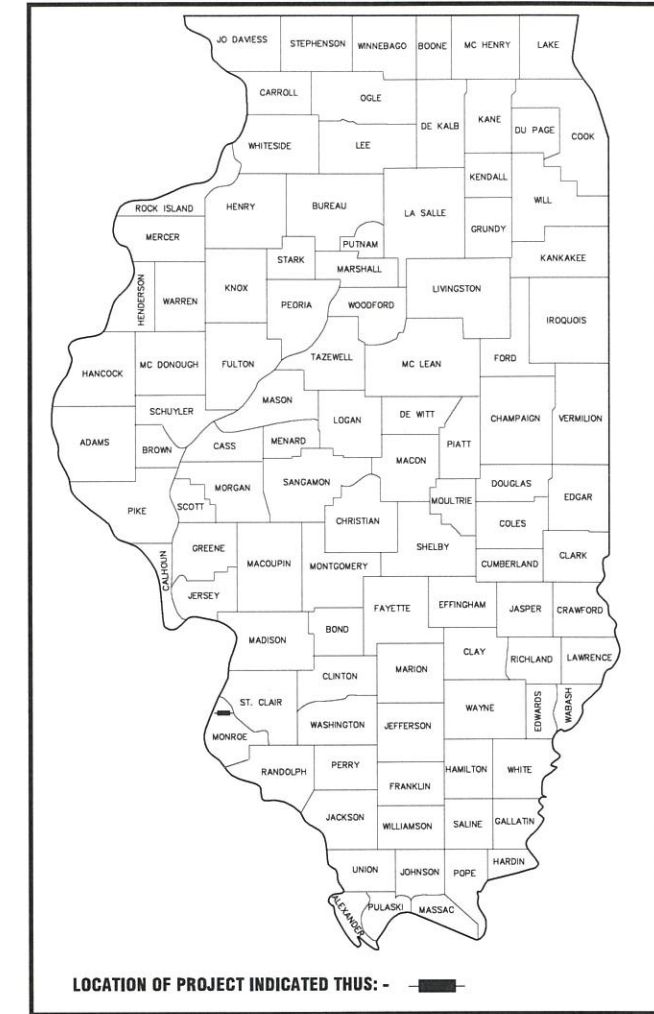 JO DAVIESS STEPHENSON WINNEBAGO BOONE MC HENRY LAKE
CARROLL OGLE DE KALB KANE DU PAGE COOK
WHITESIDE LEE
KENDALL
ROCK ISLAND HENRY BUREAU LA SALLE WILL
MERCER PUTNAM GRUNDY
STARK MARSHALL KANKAKEE
HENDERSON WARREN KNOX PEORIA WOODFORD LIVINGSTON IROQUOIS
HANCOCK MC DONOUGH FULTON TAZEWELL MC LEAN FORD
MASON
SCHUYLER LOGAN DE WITT CHAMPAIGN VERMILION
ADAMS BROWN CASS MENARD PIATT
MACON
PIKE SCOTT MORGAN SANGAMON MOULTRIE DOUGLAS EDGAR
CHRISTIAN COLES
CALHOUN GREENE MACOUPIN MONTGOMERY SHELBY CUMBERLAND CLARK
JERSEY FAYETTE EFFINGHAM JASPER CRAWFORD
MADISON BOND
CLAY RICHLAND LAWRENCE
CLINTON MARION
ST. CLAIR WAYNE EDWARDS WABASH
WASHINGTON JEFFERSON
MONROE
RANDOLPH PERRY HAMILTON WHITE
FRANKLIN
JACKSON WILLIAMSON SALINE GALLATIN
UNION JOHNSON POPE HARDIN
ALEXANDER PULASKI MASSAC
LOCATION OF PROJECT INDICATED THUS: -